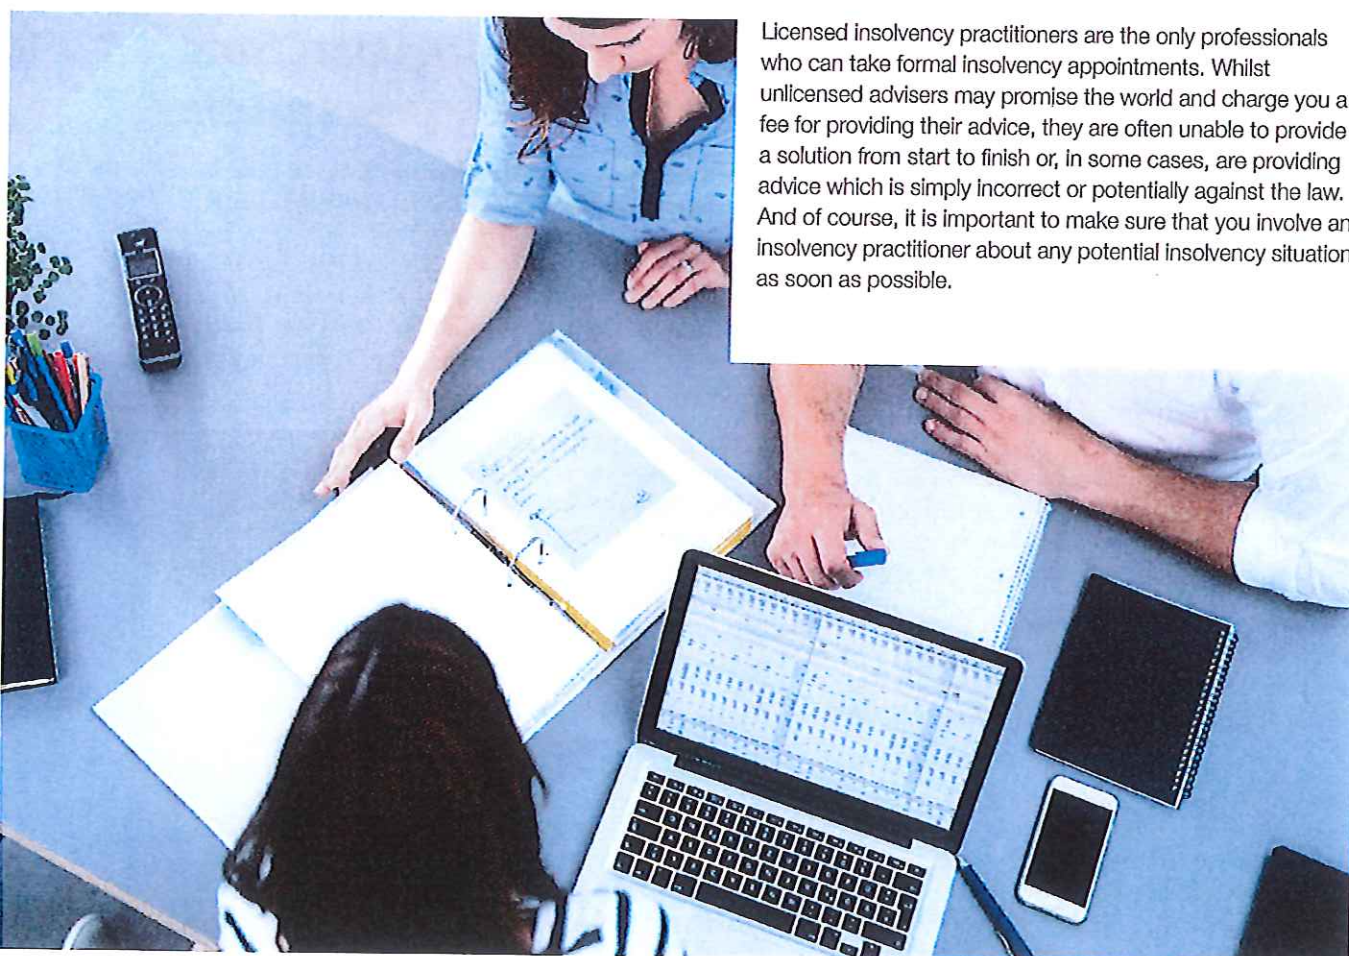 Licensed insolvency practitioners are the only professionals
who can take formal insolvency appointments. Whilst
unlicensed advisers may promise the world and charge you a
fee for providing their advice, they are often unable to provide
a solution from start to finish or, in some cases, are providing
advice which is simply incorrect or potentially against the law.
And of course, it is important to make sure that you involve an
insolvency practitioner about any potential insolvency situation
as soon as possible.